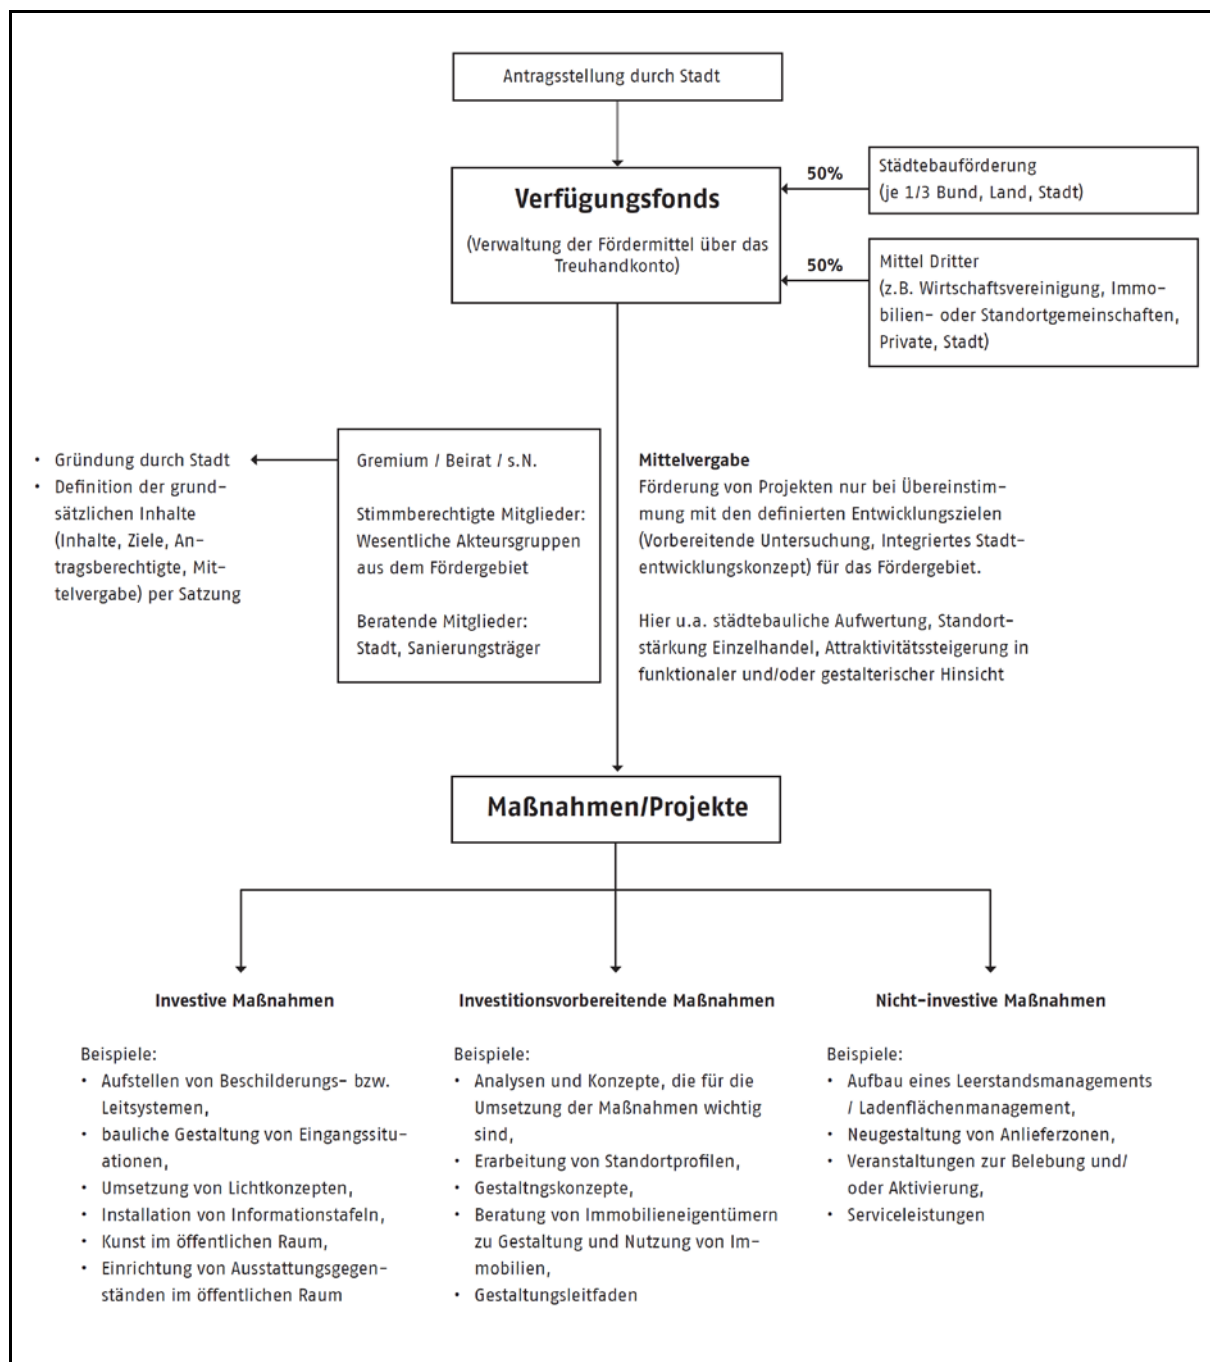 Antragsstellung durch Stadt
Verfügungsfonds
(Verwaltung der Fördermittel über das
Treuhandkonto)
50%
Städtebauförderung
(je 1/3 Bund, Land, Stadt)
50%
Mittel Dritter
(z.B. Wirtschaftsvereinigung, Immo-
bilien- oder Standortgemeinschaften,
Private, Stadt)
• Gründung durch Stadt
• Definition der grund-
sätzlichen Inhalte
(Inhalte, Ziele, An-
tragsberechtigte, Mit-
telvergabe) per Satzung
Gremium / Beirat / s.N.
Stimmberechtigte Mitglieder:
Wesentliche Akteursgruppen
aus dem Fördergebiet
Beratende Mitglieder:
Stadt, Sanierungsträger
Mittelvergabe
Förderung von Projekten nur bei Übereinstim-
mung mit den definierten Entwicklungszielen
(Vorbereitende Untersuchung, Integriertes Stadt-
entwicklungskonzept) für das Fördergebiet.
Hier u.a. städtebauliche Aufwertung, Standort-
stärkung Einzelhandel, Attraktivitätssteigerung in
funktionaler und/oder gestalterischer Hinsicht
Maßnahmen/Projekte
Investive Maßnahmen
Beispiele:
• Aufstellen von Beschilderungs- bzw.
Leitsystemen,
• bauliche Gestaltung von Eingangssitu-
ationen,
• Umsetzung von Lichtkonzepten,
• Installation von Informationstafeln,
• Kunst im öffentlichen Raum,
• Einrichtung von Ausstattungsgegen-
ständen im öffentlichen Raum
Investitionsvorbereitende Maßnahmen
Beispiele:
• Analysen und Konzepte, die für die
Umsetzung der Maßnahmen wichtig
sind,
• Erarbeitung von Standortprofilen,
• Gestaltngskonzepte,
• Beratung von Immobilieneigentümern
zu Gestaltung und Nutzung von Im-
mobilien,
• Gestaltungsleitfaden
Nicht-investive Maßnahmen
Beispiele:
• Aufbau eines Leerstandsmanagements
/ Ladenflächenmanagement,
• Neugestaltung von Anlieferzonen,
• Veranstaltungen zur Belebung und/
oder Aktivierung,
• Serviceleistungen